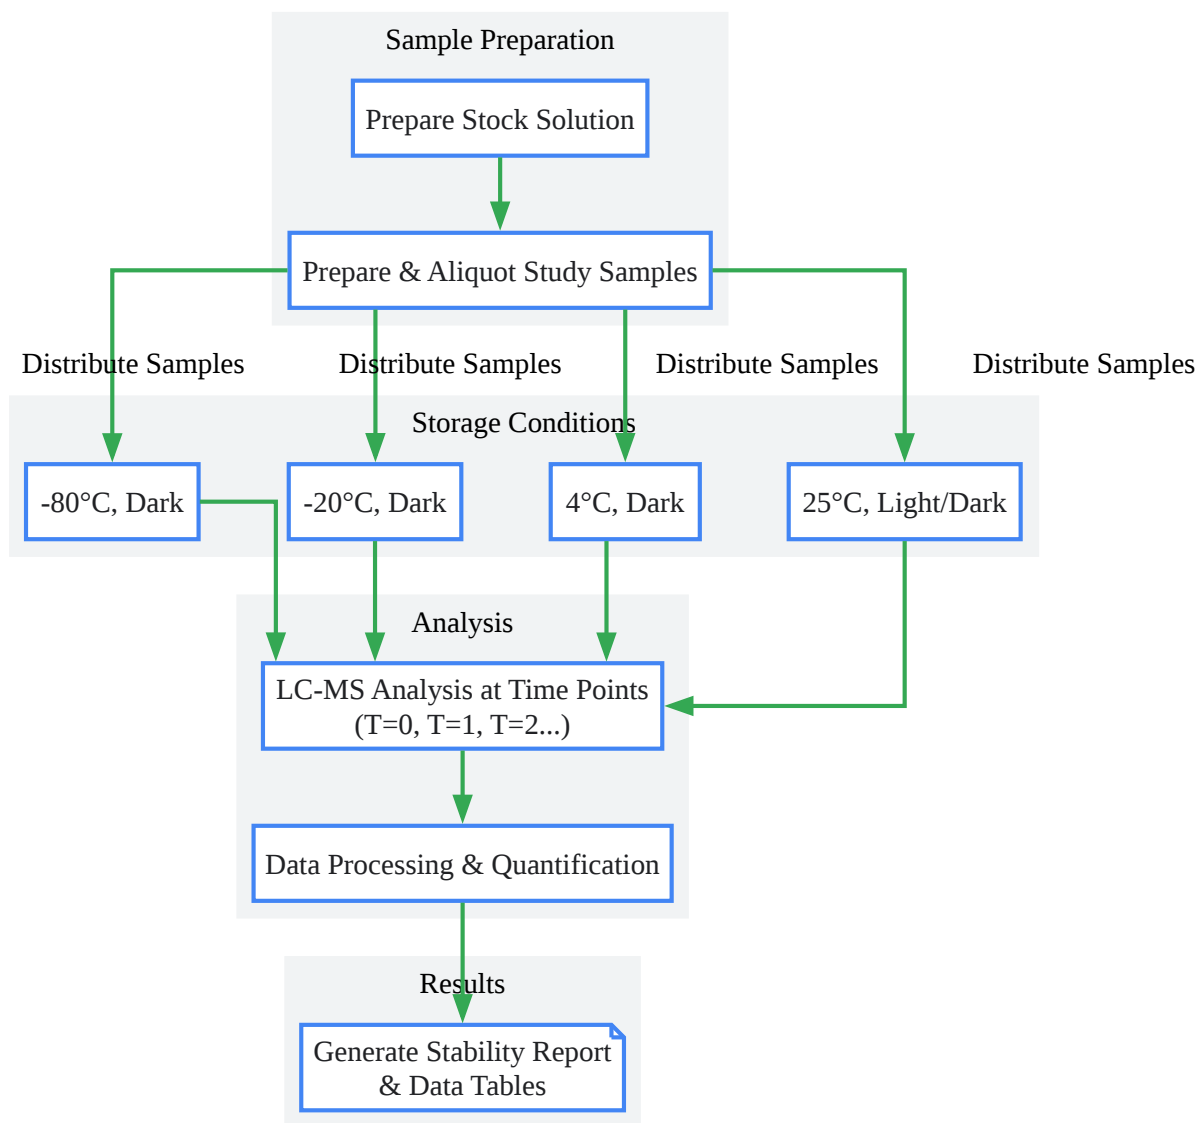 Sample Preparation
Prepare Stock Solution
Prepare & Aliquot Study Samples
Distribute Samples
Distribute Samples
Distribute Samples
Distribute Samples
Storage Conditions
-80°C, Dark
-20°C, Dark
4°C, Dark
25°C, Light/Dark
Analysis
LC-MS Analysis at Time Points
(T=0, T=1, T=2...)
Data Processing & Quantification
Results
Generate Stability Report
& Data Tables